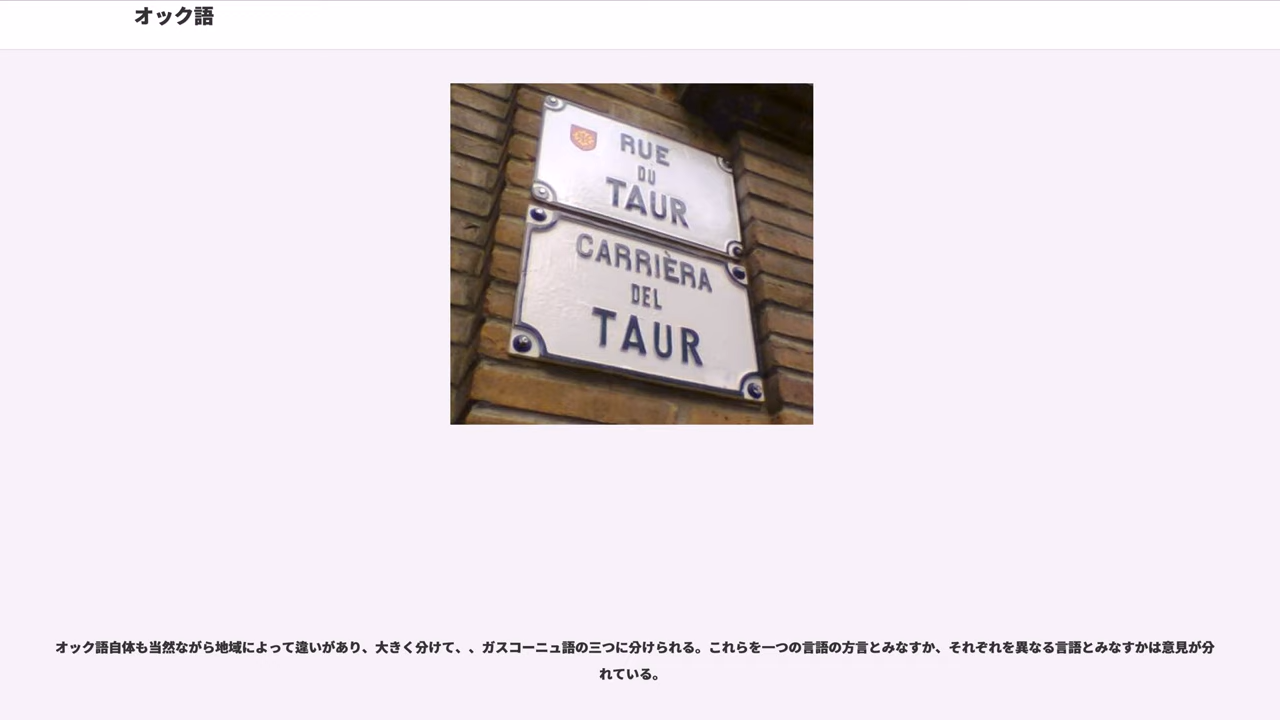 オック語
RUE
DU
TAUR
CARRIÈRA
DEL
TAUR
オック語自体も当然ながら地域によって違いがあり、大きく分けて、、ガスコーニュ語の三つに分けられる。これらを一つの言語の方言とみなすか、それぞれを異なる言語とみなすかは意見が分
れている。